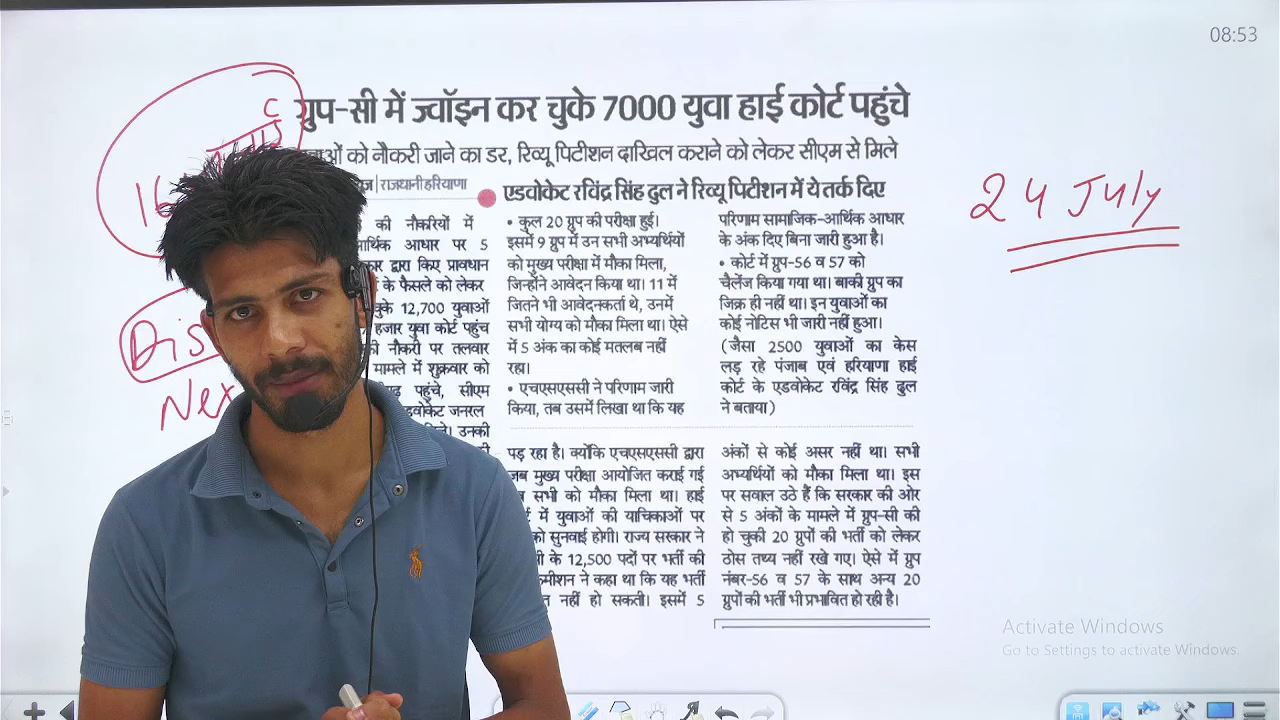 08:53
ग्रुप-सी में ज्वॉइन कर चुके 7000 युवा हाई कोर्ट पहुंचे
को नौकरी जाने का डर, रिव्यू पिटीशन दाखिल कराने को लेकर सीएम से मिले
राजधानी हरियाणा
एडवोकेट रविंद्र सिंह ढुल ने रिव्यू पिटीशन में ये तर्क दिए
24 July
16
C
Dis
Nex
की नौकरियों में
आधार पर 5
द्वारा किए प्रावधान
के फैसले को लेकर
चुके 12,700 युवाओं
हजार युवा कोर्ट पहुंच
नौकरी पर तलवार
मामले में शुक्रवार को
पहुंचे, सीएम
जनरल
उनकी
• कुल 20 ग्रुप की परीक्षा हुई।
इसमें 9 ग्रुप में उन सभी अभ्यर्थियों
को मुख्य परीक्षा में मौका मिला,
जिन्होंने आवेदन किया था। 11 में
जितने भी आवेदनकर्ता थे, उनमें
सभी योग्य को मौका मिला था। ऐसे
में 5 अंक का कोई मतलब नहीं
रहा।
• एचएसएससी ने परिणाम जारी
किया, तब उसमें लिखा था कि यह
परिणाम सामाजिक-आर्थिक आधार
के अंक दिए बिना जारी हुआ है।
• कोर्ट में ग्रुप-56 व 57 को
चैलेंज किया गया था। बाकी ग्रुप का
जिक्र ही नहीं था। इन युवाओं का
कोई नोटिस भी जारी नहीं हुआ।
(जैसा 2500 युवाओं का केस
लड़ रहे पंजाब एवं हरियाणा हाई
कोर्ट के एडवोकेट रविंद्र सिंह ढुल
ने बताया)
पड़ रहा है। क्योंकि एचएसएससी द्वारा
जब मुख्य परीक्षा आयोजित कराई गई
सभी को मौका मिला था। हाई
में युवाओं की याचिकाओं पर
को सुनवाई होगी। राज्य सरकार ने
के 12,500 पदों पर भर्ती की
ने कहा था कि यह भर्ती
नहीं हो सकती। इसमें 5
अंकों से कोई असर नहीं था। सभी
अभ्यर्थियों को मौका मिला था। इस
पर सवाल उठे हैं कि सरकार की ओर
से 5 अंकों के मामले में ग्रुप-सी की
हो चुकी 20 ग्रुपों की भर्ती को लेकर
ठोस तथ्य नहीं रखे गए। ऐसे में ग्रुप
नंबर-56 व 57 के साथ अन्य 20
ग्रुपों की भर्ती भी प्रभावित हो रही है।
Activate Windows
Go to Settings to activate Windows.